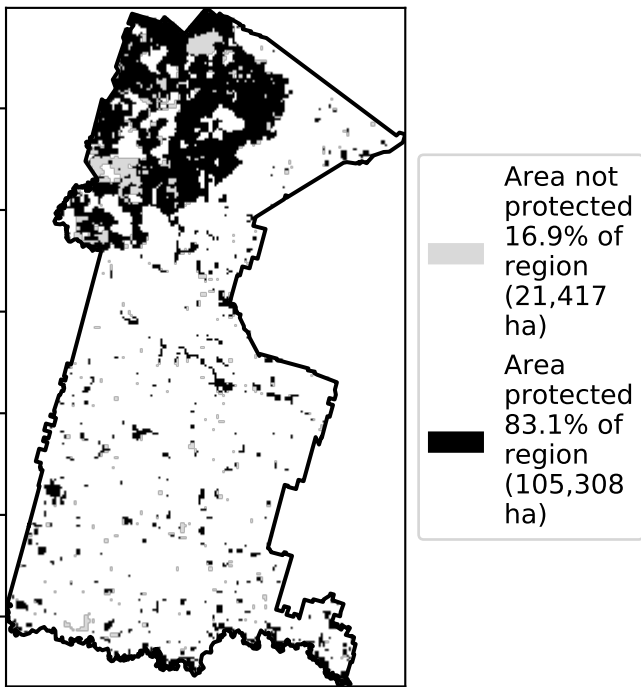 Area not
protected
16.9% of
region
(21,417
ha)
Area
protected
83.1% of
region
(105,308
ha)